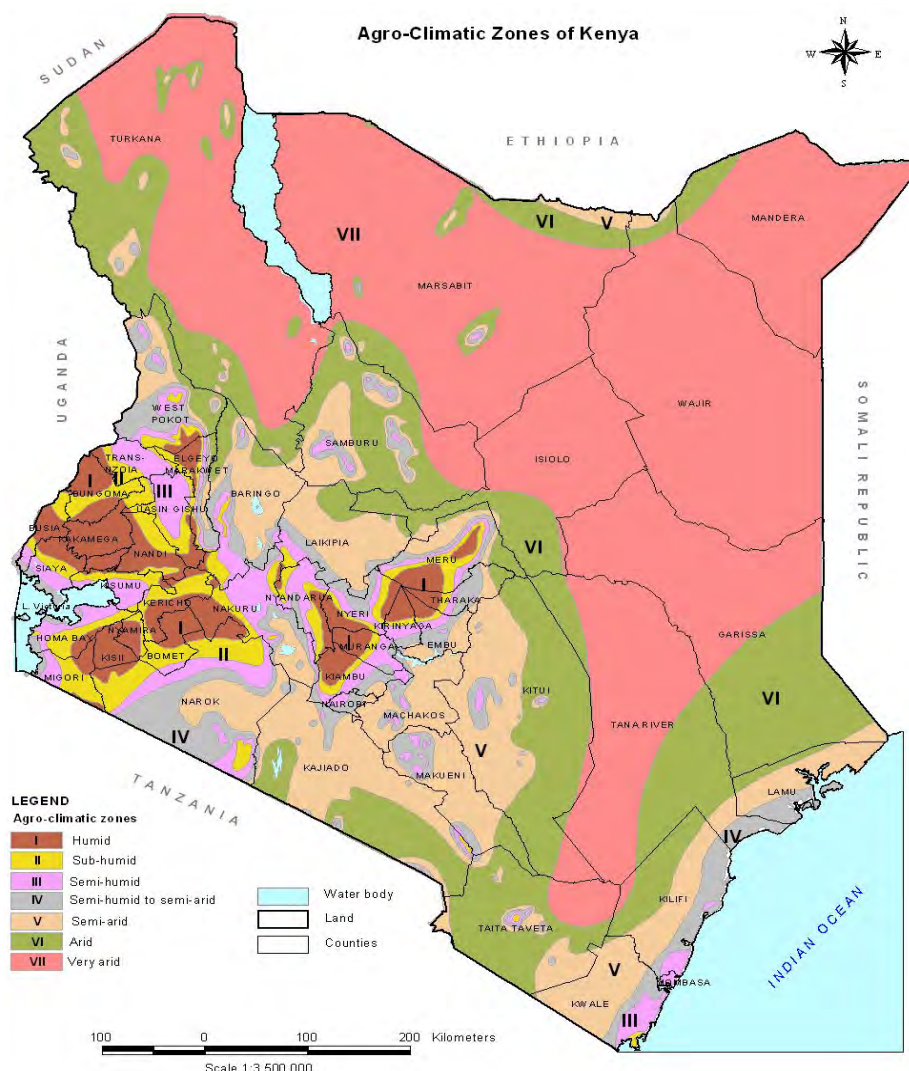 Agro-Climatic Zones of Kenya
N
W E
S
SUDAN
ETHIOPIA
UGANDA
SOMALI REPUBLIC
TANZANIA
INDIAN OCEAN
TURKANA
MANDERA
VII
VI
V
MARSABIT
WAJIR
WEST
POKOT
SAMBURU
ISIOLO
TRANS-
NZOIA
ELGEYO
MARAKWET
I
II
III
BUNGOMA
UASIN GISHU
BARINGO
BUSIA
KAKAMEGA
NANDI
LAIKIPIA
MERU
VI
SIAYA
KISUMU
I
THARAKA
L. Victoria
KERICHO
NAKURU
NYANDARUA
NYERI
KIRINYAGA
HOMA BAY
NYAMIRA
I
I
MURANGA
EMBU
GARISSA
KISII
BOMET
II
KIAMBU
MIGORI
NAIROBI
KITUI
VI
NAROK
MACHAKOS
TANA RIVER
IV
V
KAJIADO
MAKUENI
LAMU
IV
KILIFI
TAITA TAVETA
V
MOMBASA
KWALE
III
LEGEND
Agro-climatic zones
I Humid
II Sub-humid
III Semi-humid
IV Semi-humid to semi-arid
V Semi-arid
VI Arid
VII Very arid
Water body
Land
Counties
100 0 100 200 Kilometers
Scale 1:3,500,000